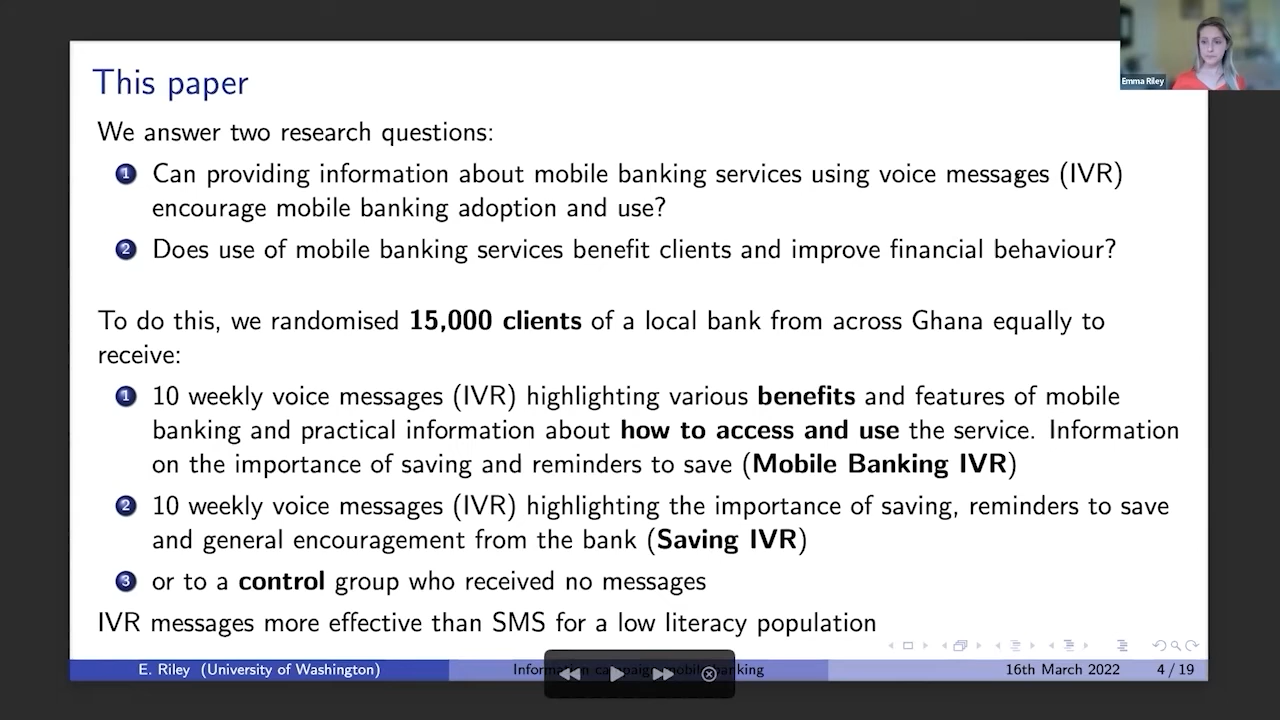 Emma Riley
This paper
We answer two research questions:
1 Can providing information about mobile banking services using voice messages (IVR)
encourage mobile banking adoption and use?
2 Does use of mobile banking services benefit clients and improve financial behaviour?
To do this, we randomised 15,000 clients of a local bank from across Ghana equally to
receive:
1 10 weekly voice messages (IVR) highlighting various benefits and features of mobile
banking and practical information about how to access and use the service. Information
on the importance of saving and reminders to save (Mobile Banking IVR)
2 10 weekly voice messages (IVR) highlighting the importance of saving, reminders to save
and general encouragement from the bank (Saving IVR)
3 or to a control group who received no messages
IVR messages more effective than SMS for a low literacy population
E. Riley (University of Washington) Information campaign mobile banking 16th March 2022 4 / 19